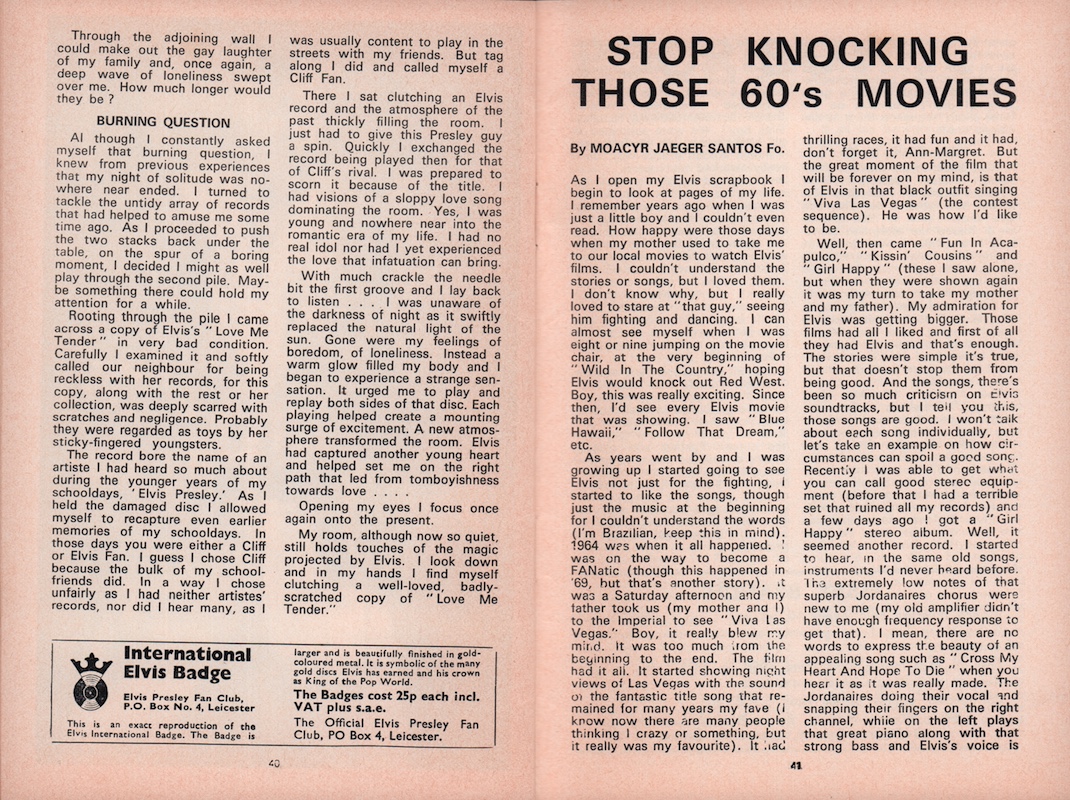 Through the adjoining wall I
could make out the gay laughter
of my family and, once again, a
deep wave of loneliness swept
over me. How much longer would
they be ?
BURNING QUESTION
Al though I constantly asked
myself that burning question, I
knew from previous experiences
that my night of solitude was no-
where near ended. I turned to
tackle the untidy array of records
that had helped to amuse me some
time ago. As I proceeded to push
the two stacks back under the
table, on the spur of a boring
moment, I decided I might as well
play through the second pile. May-
be something there could hold my
attention for a while.
Rooting through the pile I came
across a copy of Elvis's "Love Me
Tender" in very bad condition.
Carefully I examined it and softly
called our neighbour for being
reckless with her records, for this
copy, along with the rest or her
collection, was deeply scarred with
scratches and negligence. Probably
they were regarded as toys by her
sticky-fingered youngsters.
The record bore the name of an
artiste I had heard so much about
during the younger years of my
schooldays, 'Elvis Presley.' As I
held the damaged disc I allowed
myself to recapture even earlier
memories of my schooldays. In
those days you were either a Cliff
or Elvis Fan. I guess I chose Cliff
because the bulk of my school-
friends did. In a way I chose
unfairly as I had neither artistes'
records, nor did I hear many, as I
was usually content to play in the
streets with my friends. But tag
along I did and called myself a
Cliff Fan.
There I sat clutching an Elvis
record and the atmosphere of the
past thickly filling the room. I
just had to give this Presley guy
a spin. Quickly I exchanged the
record being played then for that
of Cliff's rival. I was prepared to
scorn it because of the title. I
had visions of a sloppy love song
dominating the room. Yes, I was
young and nowhere near into the
romantic era of my life. I had no
real idol nor had I yet experienced
the love that infatuation can bring.
With much crackle the needle
bit the first groove and I lay back
to listen . . . I was unaware of
the darkness of night as it swiftly
replaced the natural light of the
sun. Gone were my feelings of
boredom, of loneliness. Instead a
warm glow filled my body and I
began to experience a strange sen-
sation. It urged me to play and
replay both sides of that disc. Each
playing helped create a mounting
surge of excitement. A new atmos-
phere transformed the room. Elvis
had captured another young heart
and helped set me on the right
path that led from tomboyishness
towards love . . . .
Opening my eyes I focus once
again onto the present.
My room, although now so quiet,
still holds touches of the magic
projected by Elvis. I look down
and in my hands I find myself
clutching a well-loved, badly-
scratched copy of "Love Me
Tender."
International
Elvis Badge
Elvis Presley Fan Club,
P.O. Box No. 4, Leicester
This is an exact reproduction of the
Elvis International Badge. The Badge is
larger and is beautifully finished in gold-
coloured metal. It is symbolic of the many
gold discs Elvis has earned and his crown
as King of the Pop World.
The Badges cost 25p each incl.
VAT plus s.a.e.
The Official Elvis Presley Fan
Club, PO Box 4, Leicester.
40
STOP KNOCKING
THOSE 60's MOVIES
By MOACYR JAEGER SANTOS Fo.
As I open my Elvis scrapbook I
begin to look at pages of my life.
I remember years ago when I was
just a little boy and I couldn't even
read. How happy were those days
when my mother used to take me
to our local movies to watch Elvis'
films. I couldn't understand the
stories or songs, but I loved them.
I don't know why, but I really
loved to stare at "that guy," seeing
him fighting and dancing. I can
almost see myself when I was
eight or nine jumping on the movie
chair, at the very beginning of
"Wild In The Country," hoping
Elvis would knock out Red West.
Boy, this was really exciting. Since
then, I'd see every Elvis movie
that was showing. I saw "Blue
Hawaii," "Follow That Dream,"
etc.
As years went by and I was
growing up I started going to see
Elvis not just for the fighting, I
started to like the songs, though
just the music at the beginning
for I couldn't understand the words
(I'm Brazilian, keep this in mind).
1964 was when it all happened. I
was on the way to become a
FANatic (though this happened in
'69, but that's another story). It
was a Saturday afternoon and my
father took us (my mother and I)
to the Imperial to see "Viva Las
Vegas." Boy, it really blew my
mind. It was too much from the
beginning to the end. The film
had it all. It started showing night
views of Las Vegas with the sound
of the fantastic title song that re-
mained for many years my fave (I
know now there are many people
thinking I crazy or something, but
it really was my favourite). It had
thrilling races, it had fun and it had,
don't forget it, Ann-Margret. But
the great moment of the film that
will be forever on my mind, is that
of Elvis in that black outfit singing
"Viva Las Vegas" (the contest
sequence). He was how I'd like
to be.
Well, then came "Fun In Aca-
pulco," "Kissin' Cousins" and
"Girl Happy" (these I saw alone,
but when they were shown again
it was my turn to take my mother
and my father). My admiration for
Elvis was getting bigger. Those
films had all I liked and first of all
they had Elvis and that's enough.
The stories were simple it's true,
but that doesn't stop them from
being good. And the songs, there's
been so much criticism on Elvis
soundtracks, but I tell you this,
those songs are good. I won't talk
about each song individually, but
let's take an example on how cir-
cumstances can spoil a good song.
Recently I was able to get what
you can call good stereo equip-
ment (before that I had a terrible
set that ruined all my records) and
a few days ago I got a "Girl
Happy" stereo album. Well, it
seemed another record. I started
to hear, in the same old songs,
instruments I'd never heard before.
The extremely low notes of that
superb Jordanaires chorus were
new to me (my old amplifier didn't
have enough frequency response to
get that). I mean, there are no
words to express the beauty of an
appealing song such as "Cross My
Heart And Hope To Die" when you
hear it as it was really made. The
Jordanaires doing their vocal and
snapping their fingers on the right
channel, while on the left plays
that great piano along with that
strong bass and Elvis's voice is
41